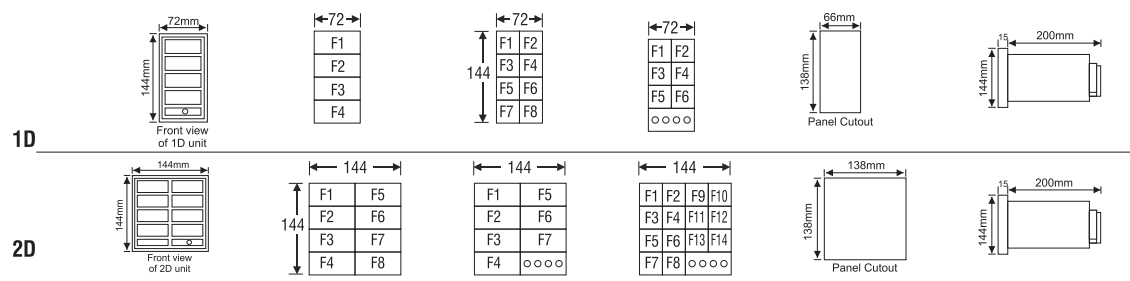 72mm
144mm
Front view
of 1D unit
72
F1
F2
F3
F4
72
144
F1 F2
F3 F4
F5 F6
F7 F8
72
F1 F2
F3 F4
F5 F6
66mm
138mm
Panel Cutout
15 200mm
144mm
1D
144mm
144mm
Front view
of 2D unit
144
144
F1 F5
F2 F6
F3 F7
F4 F8
144
F1 F5
F2 F6
F3 F7
F4
144
F1 F2 F9 F10
F3 F4 F11 F12
F5 F6 F13 F14
F7 F8
138mm
138mm
Panel Cutout
15 200mm
144mm
2D